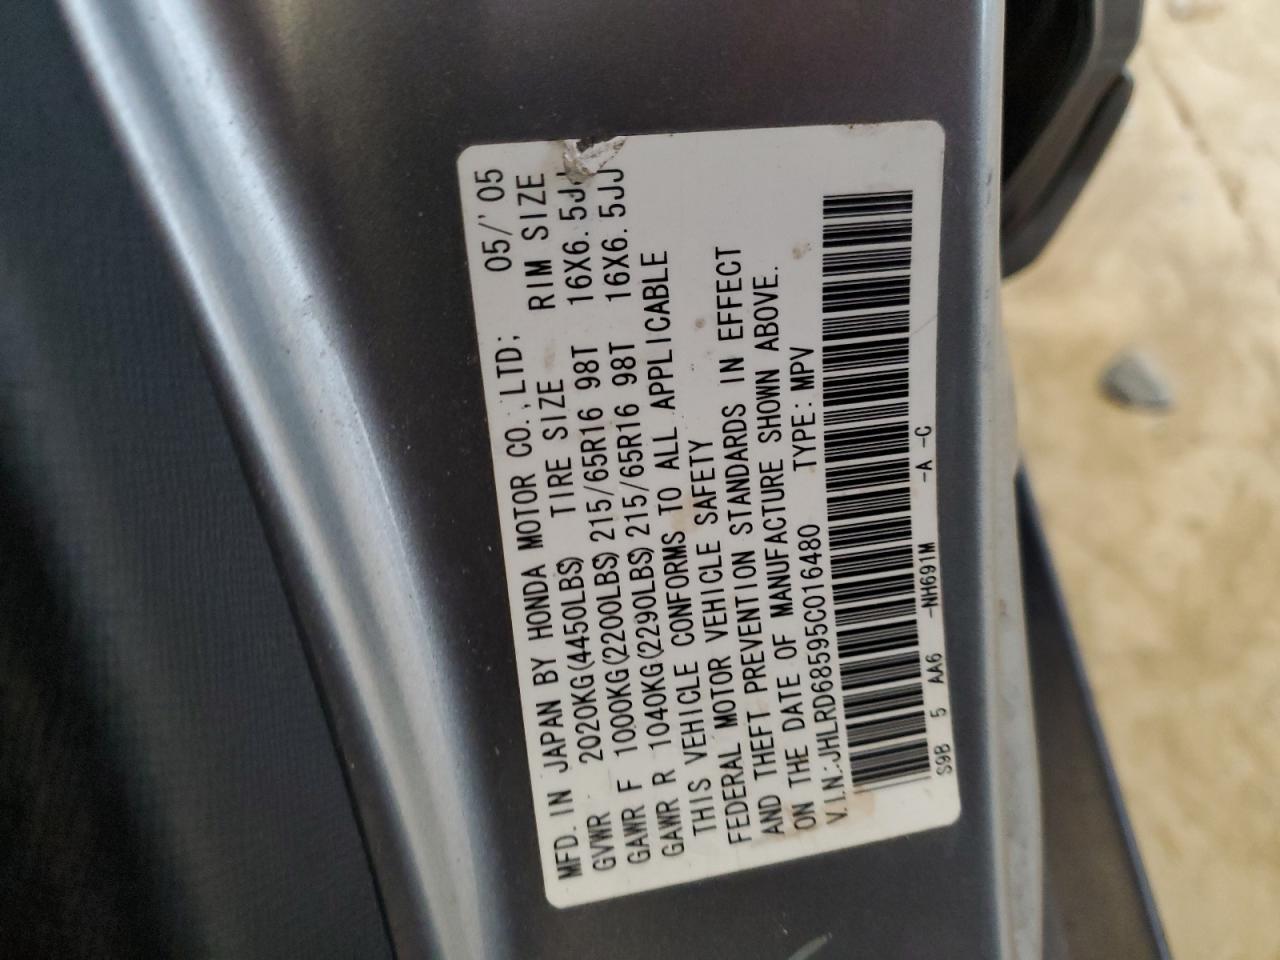 MFD. IN JAPAN BY HONDA MOTOR CO.,LTD; 05/'05
GVWR 2020KG(4450LBS) TIRE SIZE RIM SIZE
GAWR F 1000KG(2200LBS) 215/65R16 98T 16X6.5JJ
GAWR R 1040KG(2290LBS) 215/65R16 98T 16X6.5JJ
THIS VEHICLE CONFORMS TO ALL APPLICABLE
FEDERAL MOTOR VEHICLE SAFETY
AND THEFT PREVENTION STANDARDS IN EFFECT
ON THE DATE OF MANUFACTURE SHOWN ABOVE.
V.I.N.:JHLRD68595C016480 TYPE:MPV
S9B 5 AA6 -NH691M -A -C